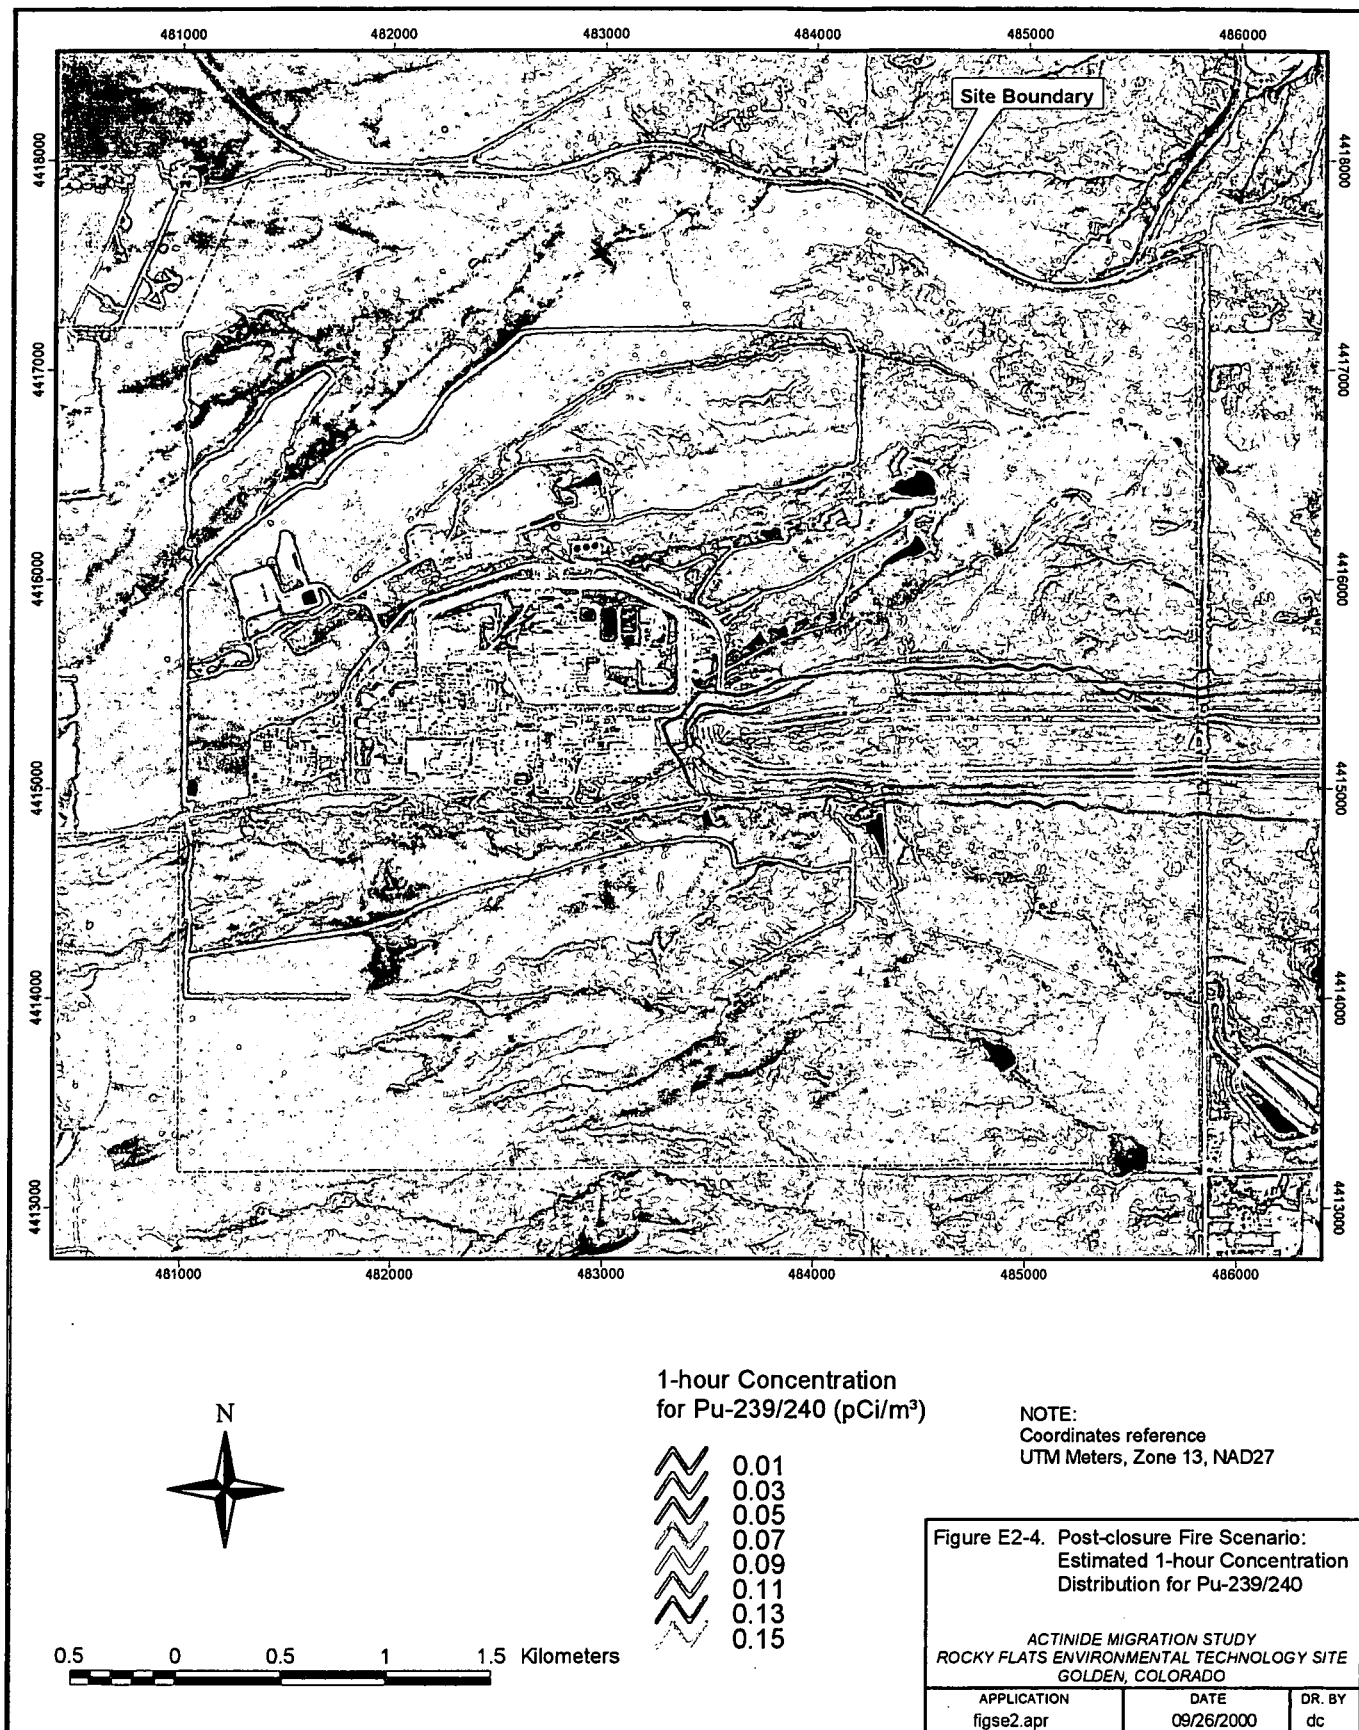 481000 482000 483000 484000 485000 486000
Site Boundary
4418000 4418000
4417000 4417000
4416000 4416000
4415000 4415000
4414000 4414000
4413000 4413000
481000 482000 483000 484000 485000 486000
1-hour Concentration
for Pu-239/240 (pCi/m³)
0.01
0.03
0.05
0.07
0.09
0.11
0.13
0.15
NOTE:
Coordinates reference
UTM Meters, Zone 13, NAD27
N
0.5 0 0.5 1 1.5 Kilometers
Figure E2-4. Post-closure Fire Scenario:
Estimated 1-hour Concentration
Distribution for Pu-239/240
ACTINIDE MIGRATION STUDY
ROCKY FLATS ENVIRONMENTAL TECHNOLOGY SITE
GOLDEN, COLORADO
APPLICATION DATE DR. BY
figse2.apr 09/26/2000 dc